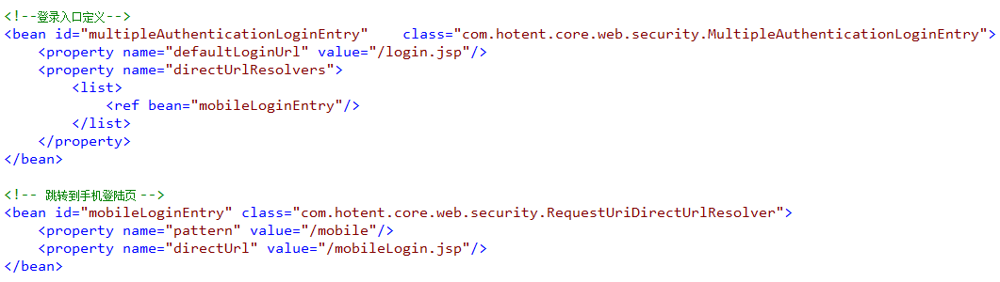 <!--登录入口定义-->
<bean id="multipleAuthenticationLoginEntry"    class="com.hotent.core.web.security.MultipleAuthenticationLoginEntry">
    <property name="defaultLoginUrl" value="/login.jsp"/>
    <property name="directUrlResolvers">
        <list>
            <ref bean="mobileLoginEntry"/>
        </list>
    </property>
</bean>
<!-- 跳转到手机登陆页 -->
<bean id="mobileLoginEntry" class="com.hotent.core.web.security.RequestUriDirectUrlResolver">
    <property name="pattern" value="/mobile"/>
    <property name="directUrl" value="/mobileLogin.jsp"/>
</bean>